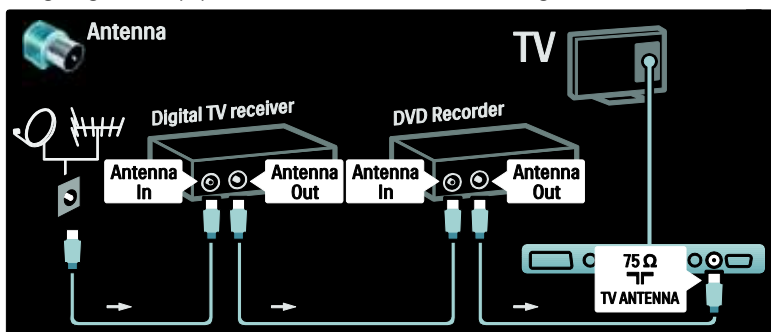 Antenna
TV
Digital TV receiver
DVD Recorder
Antenna
In
Antenna
Out
Antenna
In
Antenna
Out
75 Ω
TV ANTENNA